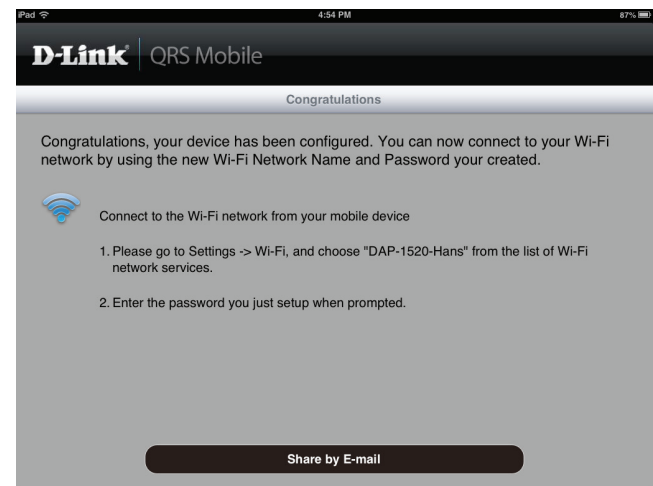 iPad 4:54 PM 87%
D-Link QRS Mobile
Congratulations
Congratulations, your device has been configured. You can now connect to your Wi-Fi
network by using the new Wi-Fi Network Name and Password your created.
Connect to the Wi-Fi network from your mobile device
1. Please go to Settings -> Wi-Fi, and choose "DAP-1520-Hans" from the list of Wi-Fi
network services.
2. Enter the password you just setup when prompted.
Share by E-mail